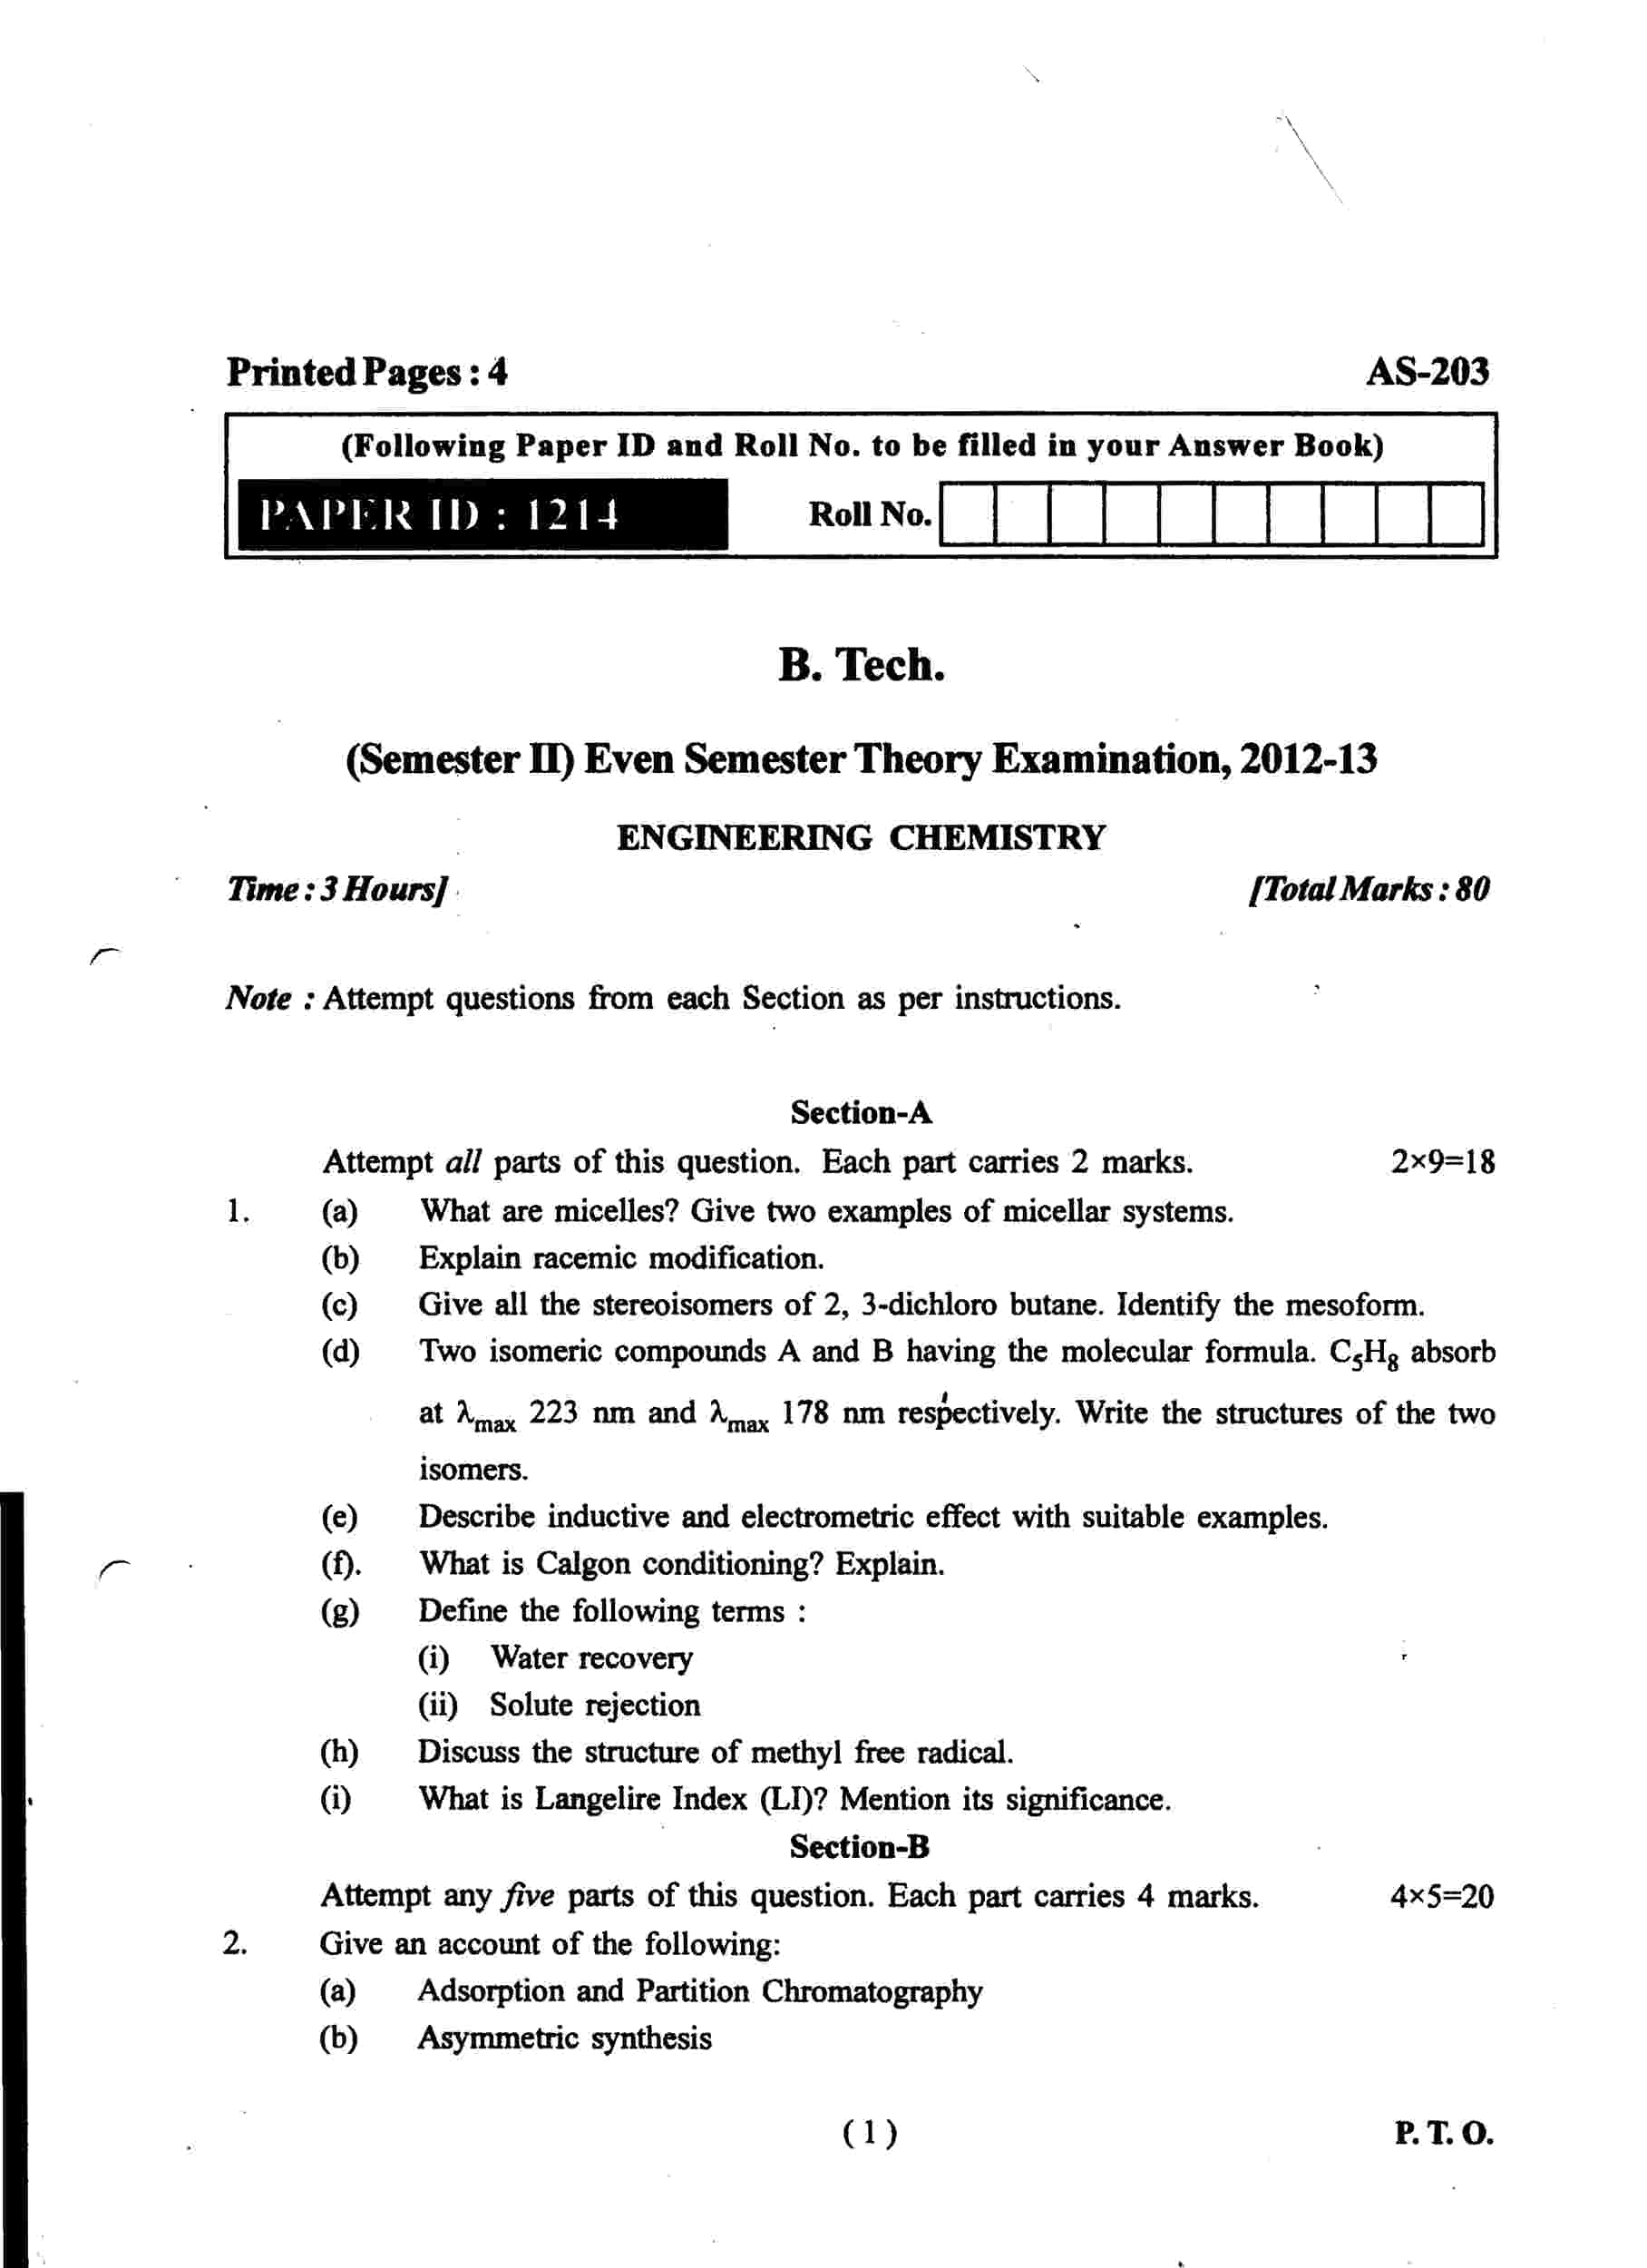 Printed Pages : 4 AS-203
(Following Paper ID and Roll No. to be filled in your Answer Book)
PAPER ID : 1214 Roll No.
B. Tech.
(Semester II) Even Semester Theory Examination, 2012-13
ENGINEERING CHEMISTRY
Time : 3 Hours] [Total Marks : 80
Note : Attempt questions from each Section as per instructions.
Section-A
Attempt all parts of this question. Each part carries 2 marks. 2×9=18
1. (a) What are micelles? Give two examples of micellar systems.
(b) Explain racemic modification.
(c) Give all the stereoisomers of 2, 3-dichloro butane. Identify the mesoform.
(d) Two isomeric compounds A and B having the molecular formula. C₅H₈ absorb
at λmax 223 nm and λmax 178 nm respectively. Write the structures of the two
isomers.
(e) Describe inductive and electrometric effect with suitable examples.
(f). What is Calgon conditioning? Explain.
(g) Define the following terms :
(i) Water recovery
(ii) Solute rejection
(h) Discuss the structure of methyl free radical.
(i) What is Langelire Index (LI)? Mention its significance.
Section-B
Attempt any five parts of this question. Each part carries 4 marks. 4×5=20
2. Give an account of the following:
(a) Adsorption and Partition Chromatography
(b) Asymmetric synthesis
(1) P. T. O.